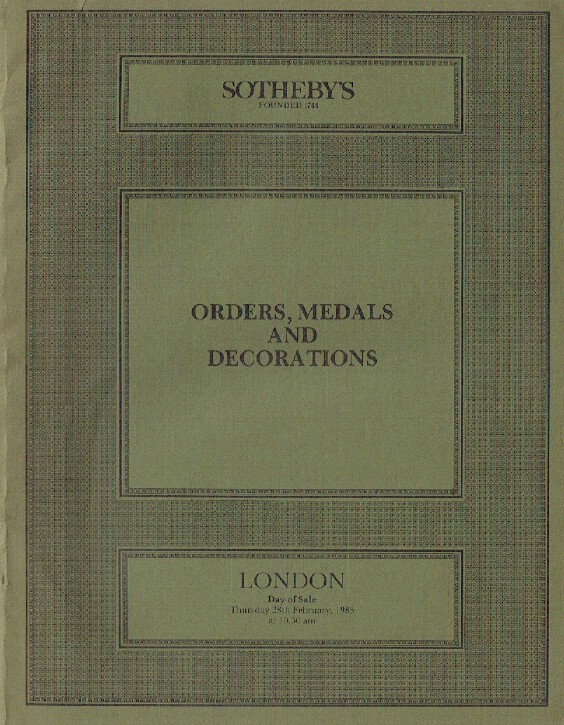 SOTHEBY'S
FOUNDED 1744
ORDERS, MEDALS
AND
DECORATIONS
LONDON
Day of Sale
Thursday 28th February, 1985
at 10.30 am